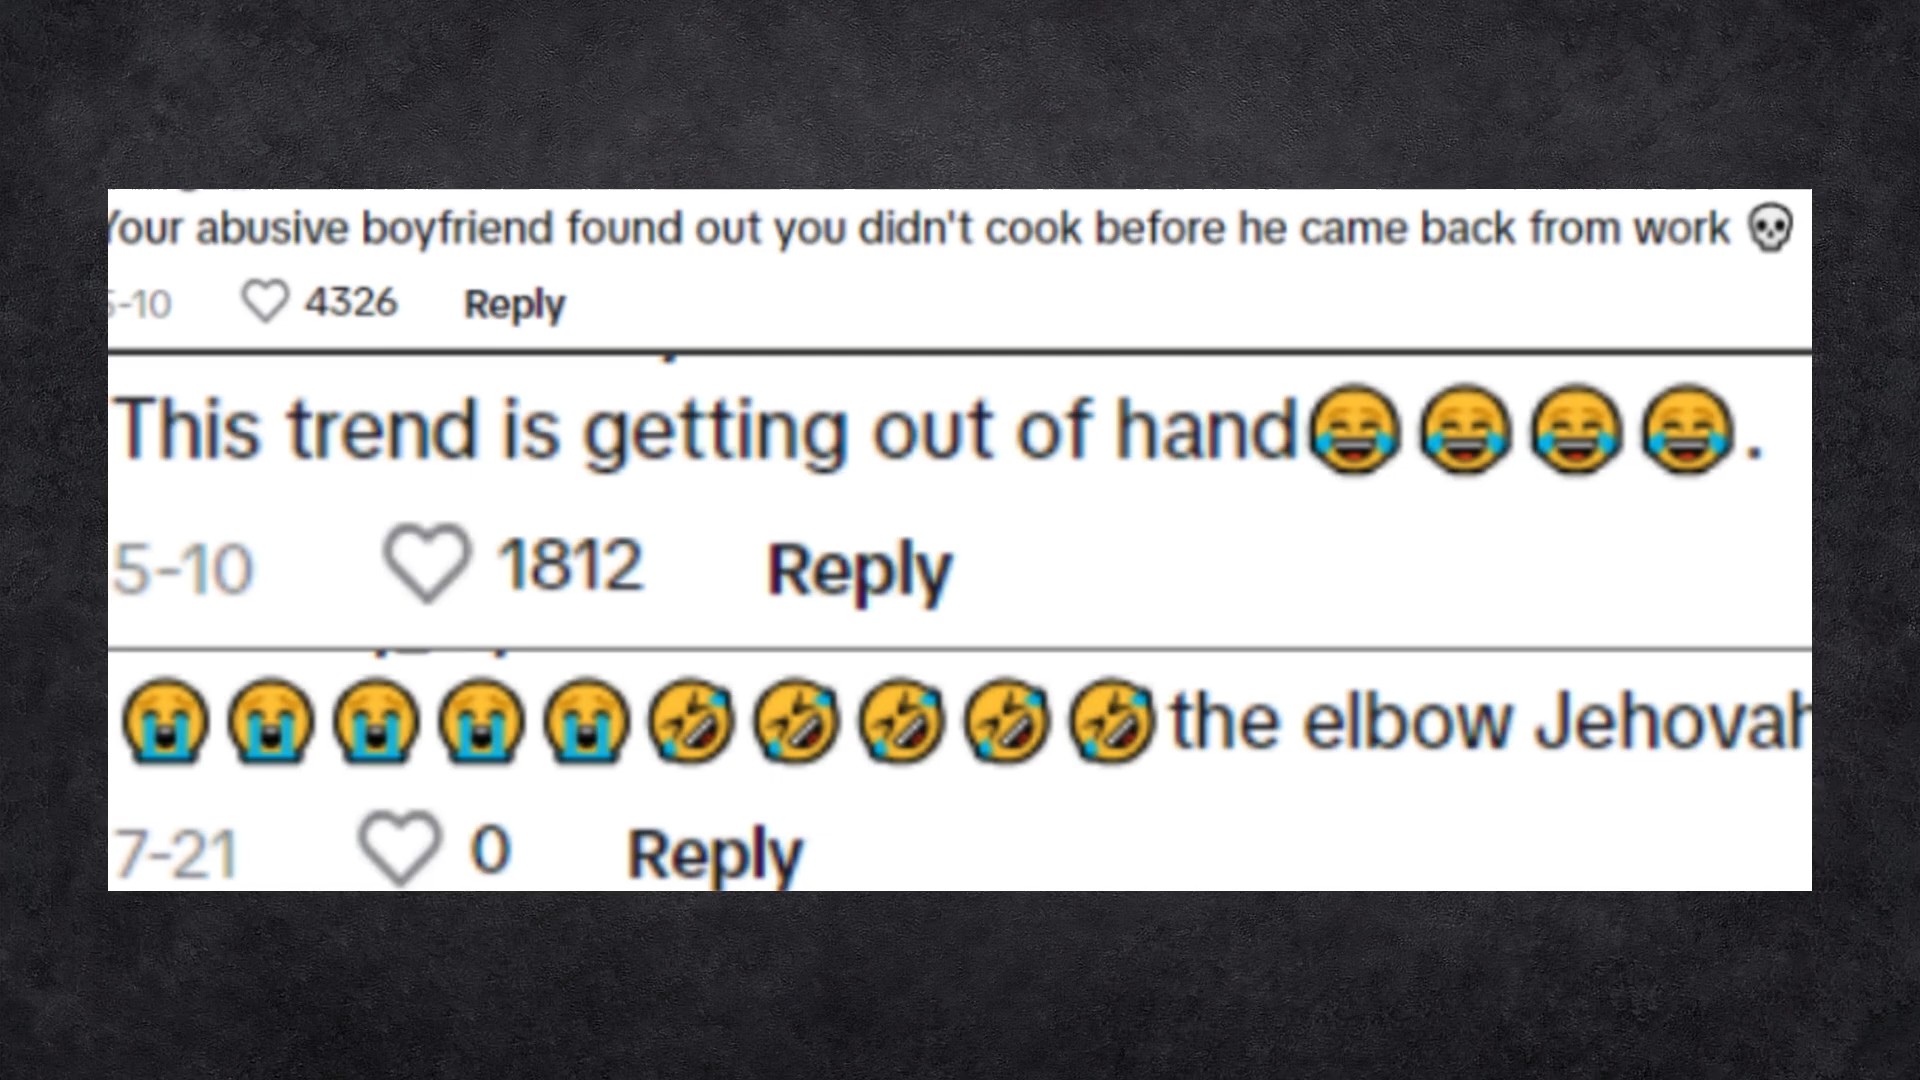 Your abusive boyfriend found out you didn't cook before he came back from work 💀
5-10 4326 Reply
This trend is getting out of hand😂😂😂😂.
5-10 1812 Reply
😭😭😭😭😭🤣🤣🤣🤣🤣the elbow Jehovah
7-21 0 Reply